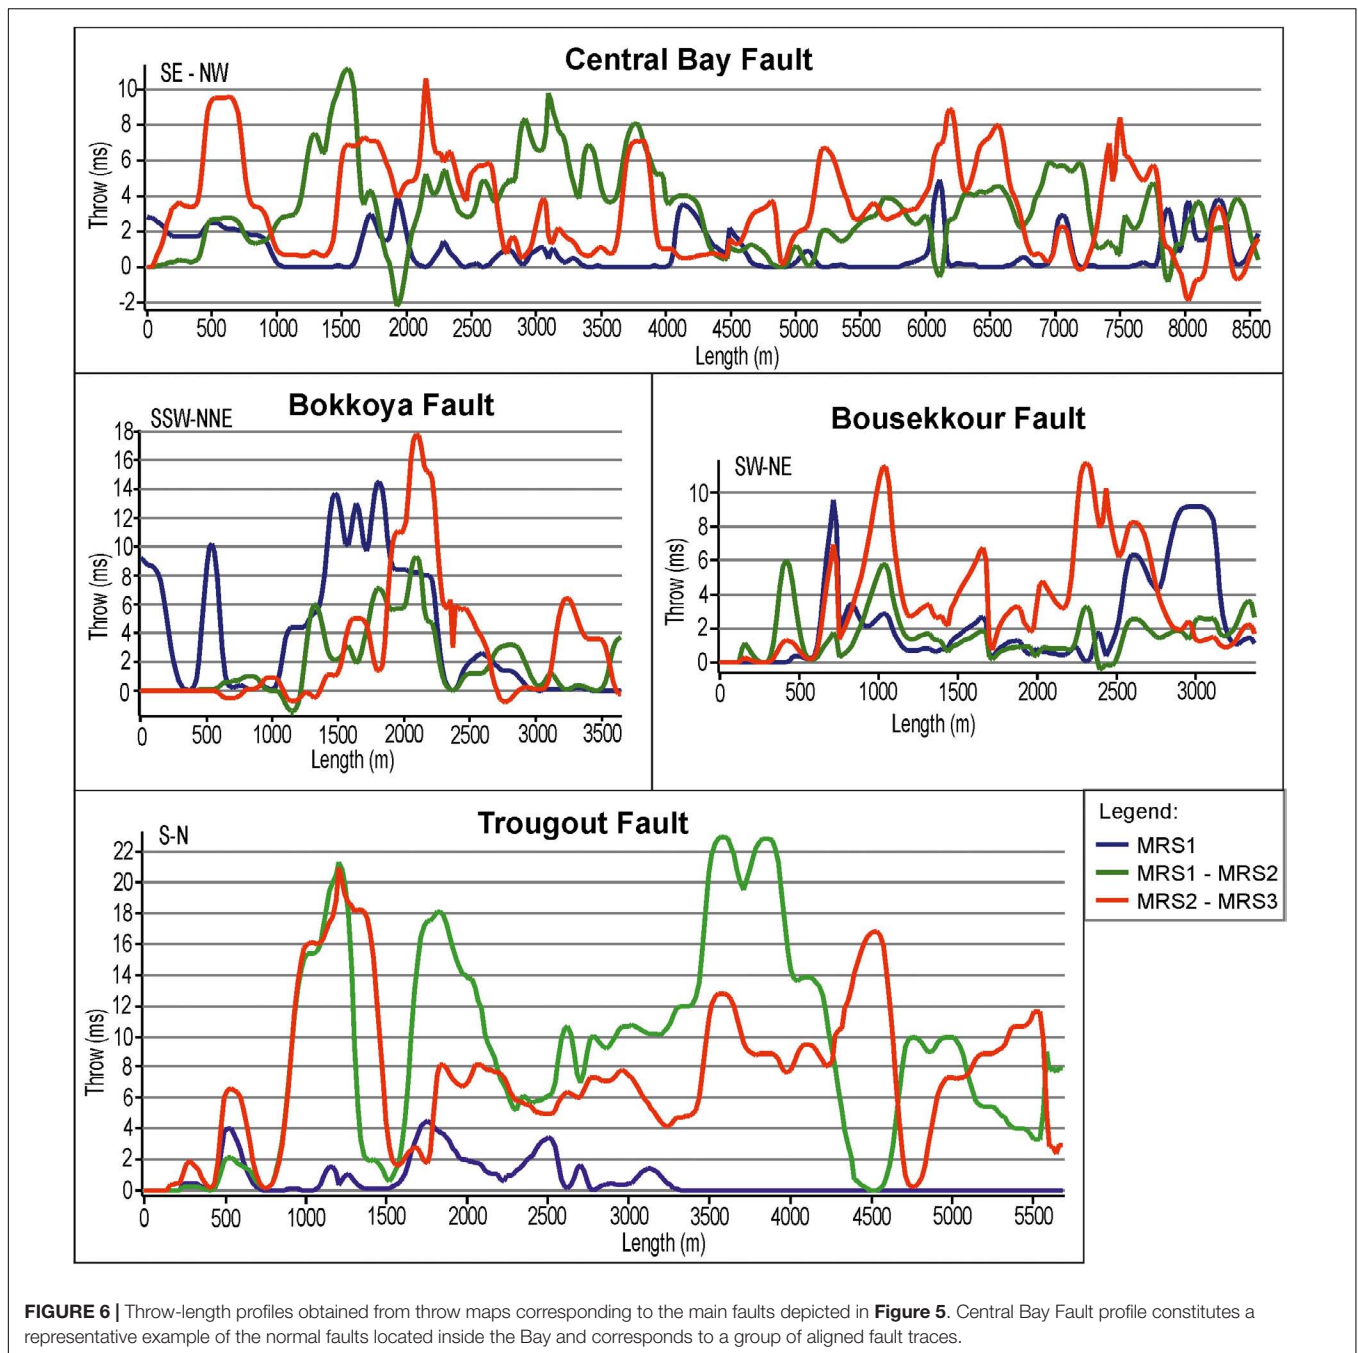 Central Bay Fault
SE - NW
10
8
6
4
2
0
-2
Throw (ms)
0 500 1000 1500 2000 2500 3000 3500 4000 4500 5000 5500 6000 6500 7000 7500 8000 8500
Length (m)
Bokkoya Fault
SSW-NNE
18
16
14
12
10
8
6
4
2
0
Throw (ms)
0 500 1000 1500 2000 2500 3000 3500
Length (m)
Bousekkour Fault
SW-NE
10
8
6
4
2
0
Throw (ms)
0 500 1000 1500 2000 2500 3000
Length (m)
Trougout Fault
S-N
22
20
18
16
14
12
10
8
6
4
2
0
Throw (ms)
0 500 1000 1500 2000 2500 3000 3500 4000 4500 5000 5500
Length (m)
Legend:
MRS1
MRS1 - MRS2
MRS2 - MRS3
FIGURE 6 | Throw-length profiles obtained from throw maps corresponding to the main faults depicted in Figure 5. Central Bay Fault profile constitutes a
representative example of the normal faults located inside the Bay and corresponds to a group of aligned fault traces.